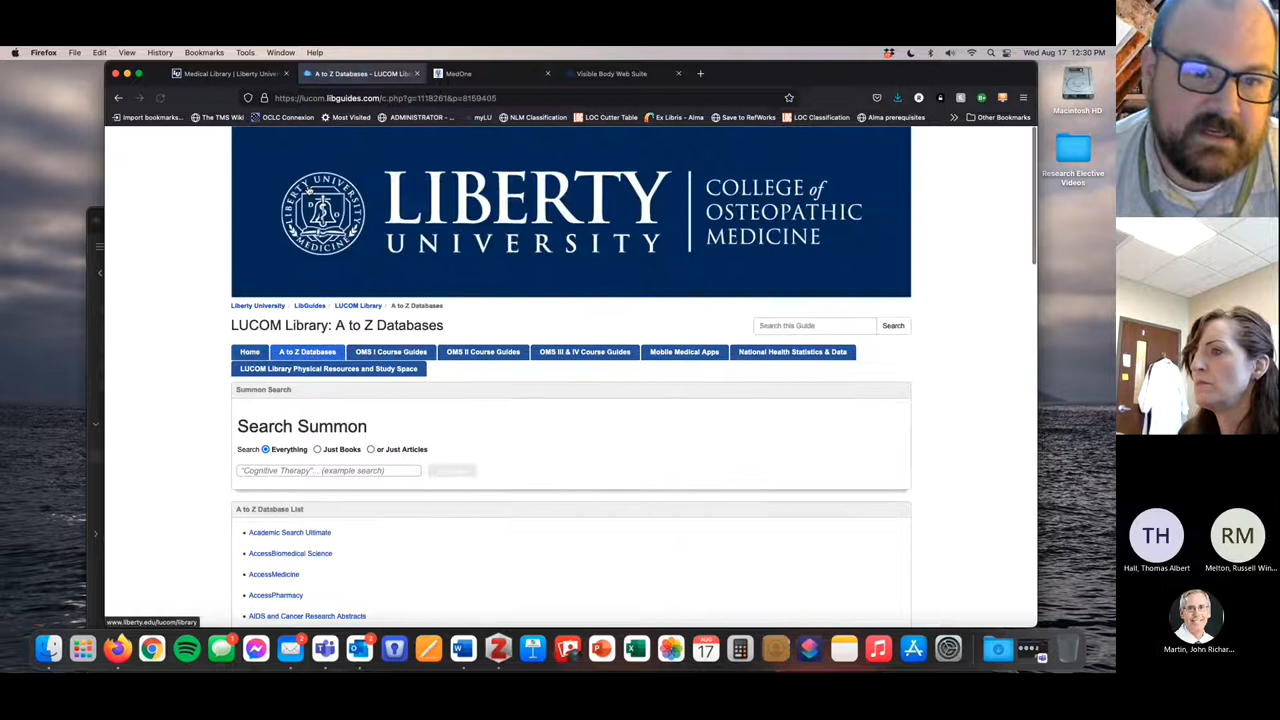 Firefox File Edit View History Bookmarks Tools Window Help Wed Aug 17 12:30 PM
Medical Library | Liberty Unive A to Z Databases - LUCOM Lib MedOne Visible Body Web Suite
https://lucom.libguides.com/c.php?g=1118261&p=8159405
Import bookmarks... The TMS Wiki OCLC Connexion Most Visited ADMINISTRATOR -... myLU NLM Classification LOC Cutter Table Ex Libris - Alma Save to RefWorks LOC Classification Alma prerequisites Other Bookmarks
Macintosh HD
Research Elective
Videos
LIBERTY UNIVERSITY
D O
MEDICINE
LIBERTY
UNIVERSITY
COLLEGE of
OSTEOPATHIC
MEDICINE
Liberty University / LibGuides / LUCOM Library / A to Z Databases
LUCOM Library: A to Z Databases
Search this Guide Search
Home A to Z Databases OMS I Course Guides OMS II Course Guides OMS III & IV Course Guides Mobile Medical Apps National Health Statistics & Data
LUCOM Library Physical Resources and Study Space
Summon Search
Search Summon
Search Everything Just Books or Just Articles
"Cognitive Therapy"... (example search)
A to Z Database List
• Academic Search Ultimate
• AccessBiomedical Science
• AccessMedicine
• AccessPharmacy
• AIDS and Cancer Research Abstracts
www.liberty.edu/lucom/library
TH RM
Hall, Thomas Albert Melton, Russell Win...
Martin, John Richar...
AUG
17